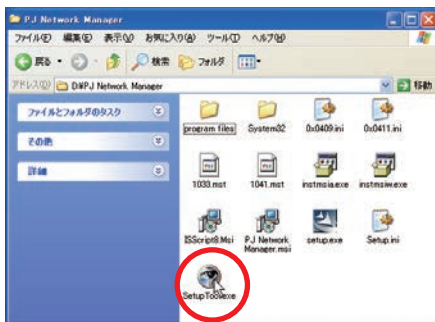 PJ Network Manager
ファイル(F) 編集(E) 表示(V) お気に入り(A) ツール(T) ヘルプ(H)
戻る 検索 フォルダ
アドレス(D) D:¥PJ Network Manager 移動
ファイルとフォルダのタスク
その他
詳細
program files System32 0x0409.ini 0x0411.ini
1033.mst 1041.mst instmsia.exe instmsiw.exe
ISScript8.Msi PJ Network Manager.msi setup.exe Setup.ini
SetupTool.exe